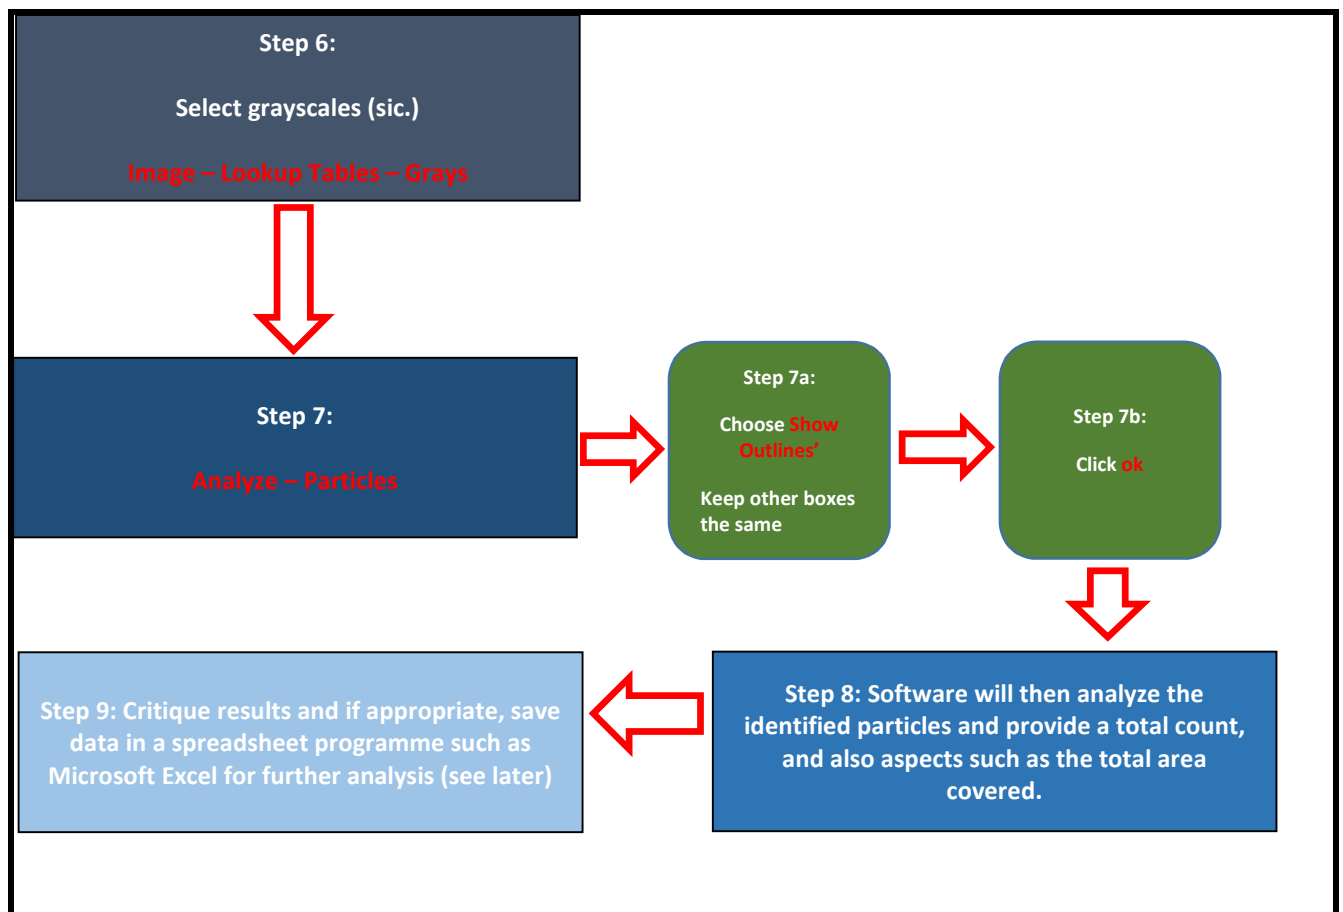 Step 6:
Select grayscales (sic.)
Image – Lookup Tables – Grays
Step 7:
Analyze – Particles
Step 7a:
Choose Show
Outlines’
Keep other boxes
the same
Step 7b:
Click ok
Step 8: Software will then analyze the
identified particles and provide a total count,
and also aspects such as the total area
covered.
Step 9: Critique results and if appropriate, save
data in a spreadsheet programme such as
Microsoft Excel for further analysis (see later)